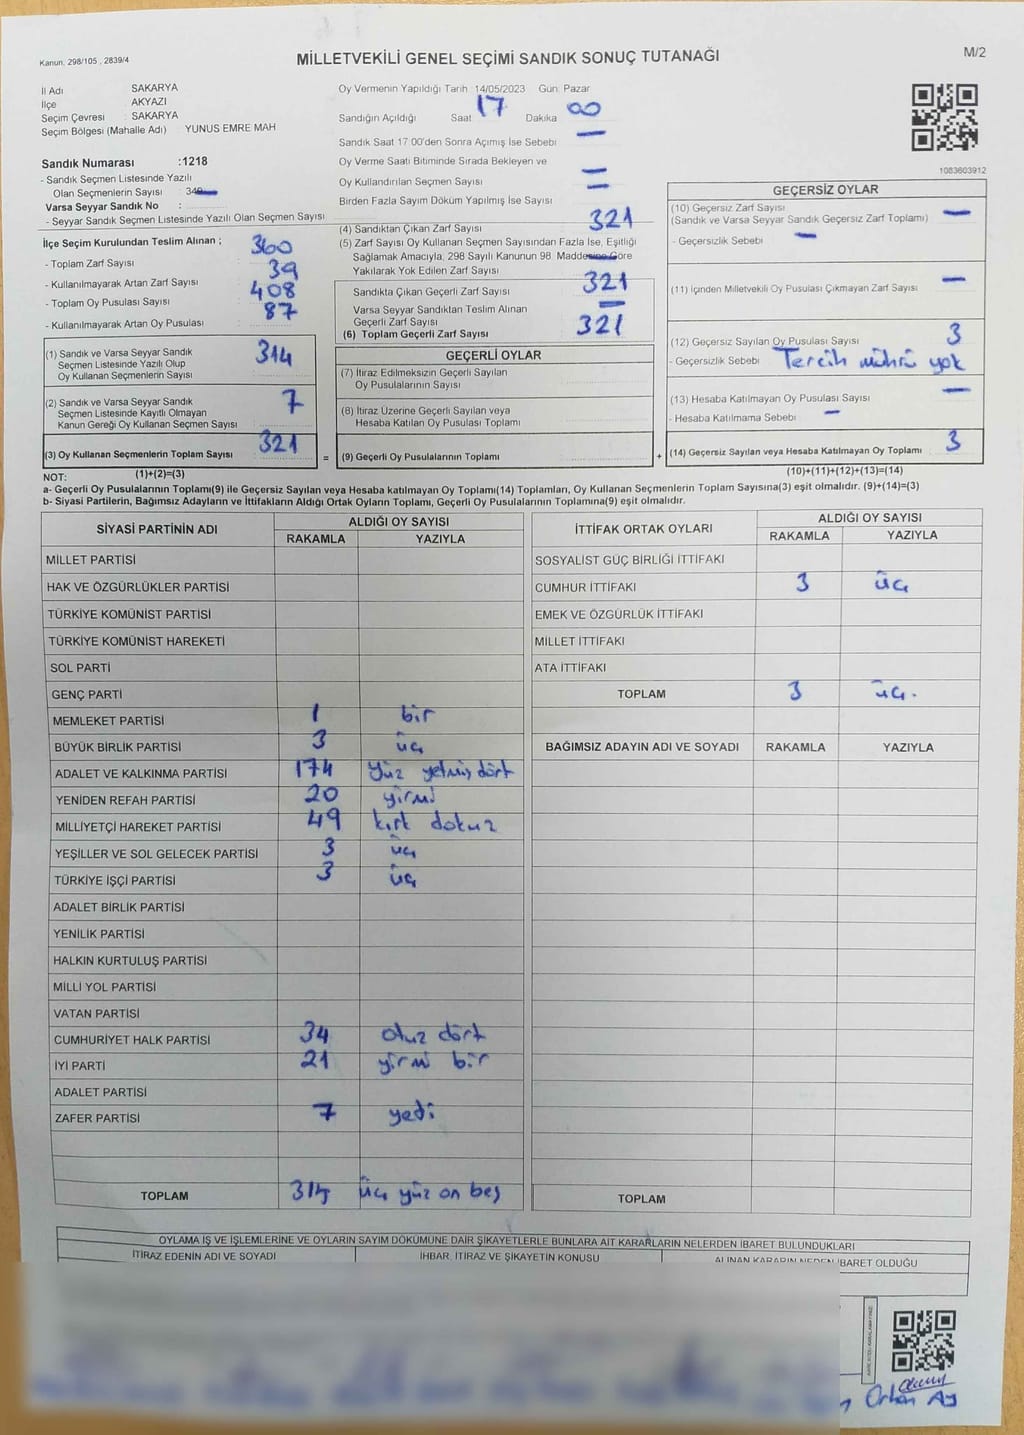 Kanun, 298/105 , 2839/4
MİLLETVEKİLİ GENEL SEÇİMİ SANDIK SONUÇ TUTANAĞI
M/2
İl Adı SAKARYA
İlçe AKYAZI
Seçim Çevresi : SAKARYA
Seçim Bölgesi (Mahalle Adı) YUNUS EMRE MAH
Sandık Numarası :1218
- Sandık Seçmen Listesinde Yazılı
Olan Seçmenlerin Sayısı :
Varsa Seyyar Sandık No :
- Seyyar Sandık Seçmen Listesinde Yazılı Olan Seçmen Sayısı
Oy Vermenin Yapıldığı Tarih 14/05/2023 Gün: Pazar
Sandığın Açıldığı Saat 17 Dakika 00
Sandık Saat 17:00'den Sonra Açımış İse Sebebi —
Oy Verme Saati Bitiminde Sırada Bekleyen ve
Oy Kullandırılan Seçmen Sayısı —
Birden Fazla Sayım Döküm Yapılmış İse Sayısı —
1083603912
İlçe Seçim Kurulundan Teslim Alınan ;
- Toplam Zarf Sayısı 360
- Kullanılmayarak Artan Zarf Sayısı 39
- Toplam Oy Pusulası Sayısı 408
- Kullanılmayarak Artan Oy Pusulası 87
(4) Sandıktan Çıkan Zarf Sayısı 321
(5) Zarf Sayısı Oy Kullanan Seçmen Sayısından Fazla İse, Eşitliği
Sağlamak Amacıyla, 298 Sayılı Kanunun 98. Maddesine Göre
Yakılarak Yok Edilen Zarf Sayısı
Sandıkta Çıkan Geçerli Zarf Sayısı 321
Varsa Seyyar Sandıktan Teslim Alınan
Geçerli Zarf Sayısı —
(6) Toplam Geçerli Zarf Sayısı 321
GEÇERSİZ OYLAR
(10) Geçersiz Zarf Sayısı —
(Sandık ve Varsa Seyyar Sandık Geçersiz Zarf Toplamı)
- Geçersizlik Sebebi —
(11) İçinden Milletvekili Oy Pusulası Çıkmayan Zarf Sayısı —
(12) Geçersiz Sayılan Oy Pusulası Sayısı 3
- Geçersizlik Sebebi Tercih mührü yok
(13) Hesaba Katılmayan Oy Pusulası Sayısı —
- Hesaba Katılmama Sebebi —
(14) Geçersiz Sayılan veya Hesaba Katılmayan Oy Toplamı 3
(1) Sandık ve Varsa Seyyar Sandık
Seçmen Listesinde Yazılı Olup
Oy Kullanan Seçmenlerin Sayısı 314
(2) Sandık ve Varsa Seyyar Sandık
Seçmen Listesinde Kayıtlı Olmayan
Kanun Gereği Oy Kullanan Seçmen Sayısı 7
(3) Oy Kullanan Seçmenlerin Toplam Sayısı 321
GEÇERLİ OYLAR
(7) İtiraz Edilmeksizin Geçerli Sayılan
Oy Pusulalarının Sayısı
(8) İtiraz Üzerine Geçerli Sayılan veya
Hesaba Katılan Oy Pusulası Toplamı
= (9) Geçerli Oy Pusulalarının Toplamı +
NOT: (1)+(2)=(3) (10)+(11)+(12)+(13)=(14)
a- Geçerli Oy Pusulalarının Toplamı(9) ile Geçersiz Sayılan veya Hesaba katılmayan Oy Toplamı(14) Toplamları, Oy Kullanan Seçmenlerin Toplam Sayısına(3) eşit olmalıdır. (9)+(14)=(3)
b- Siyasi Partilerin, Bağımsız Adayların ve İttifakların Aldığı Ortak Oyların Toplamı, Geçerli Oy Pusulalarının Toplamına(9) eşit olmalıdır.
SİYASİ PARTİNİN ADI ALDIĞI OY SAYISI
RAKAMLA YAZIYLA
MİLLET PARTİSİ
HAK VE ÖZGÜRLÜKLER PARTİSİ
TÜRKİYE KOMÜNİST PARTİSİ
TÜRKİYE KOMÜNİST HAREKETİ
SOL PARTİ
GENÇ PARTİ
MEMLEKET PARTİSİ 1 bir
BÜYÜK BİRLİK PARTİSİ 3 üç
ADALET VE KALKINMA PARTİSİ 174 Yüz yetmiş dört
YENİDEN REFAH PARTİSİ 20 yirmi
MİLLİYETÇİ HAREKET PARTİSİ 49 kırk dokuz
YEŞİLLER VE SOL GELECEK PARTİSİ 3 üç
TÜRKİYE İŞÇİ PARTİSİ 3 üç
ADALET BİRLİK PARTİSİ
YENİLİK PARTİSİ
HALKIN KURTULUŞ PARTİSİ
MİLLİ YOL PARTİSİ
VATAN PARTİSİ
CUMHURİYET HALK PARTİSİ 34 otuz dört
İYİ PARTİ 21 yirmi bir
ADALET PARTİSİ
ZAFER PARTİSİ 7 yedi
TOPLAM 315 üç yüz on beş
İTTİFAK ORTAK OYLARI ALDIĞI OY SAYISI
RAKAMLA YAZIYLA
SOSYALİST GÜÇ BİRLİĞİ İTTİFAKI
CUMHUR İTTİFAKI 3 üç
EMEK VE ÖZGÜRLÜK İTTİFAKI
MİLLET İTTİFAKI
ATA İTTİFAKI
TOPLAM 3 üç.
BAĞIMSIZ ADAYIN ADI VE SOYADI RAKAMLA YAZIYLA
TOPLAM
OYLAMA İŞ VE İŞLEMLERİNE VE OYLARIN SAYIM DÖKÜMÜNE DAİR ŞİKAYETLERLE BUNLARA AİT KARARLARIN NELERDEN İBARET BULUNDUKLARI
İTİRAZ EDENİN ADI VE SOYADI İHBAR, İTİRAZ VE ŞİKAYETİN KONUSU ALINAN KARARIN NEDEN İBARET OLDUĞU
Orhan Ay